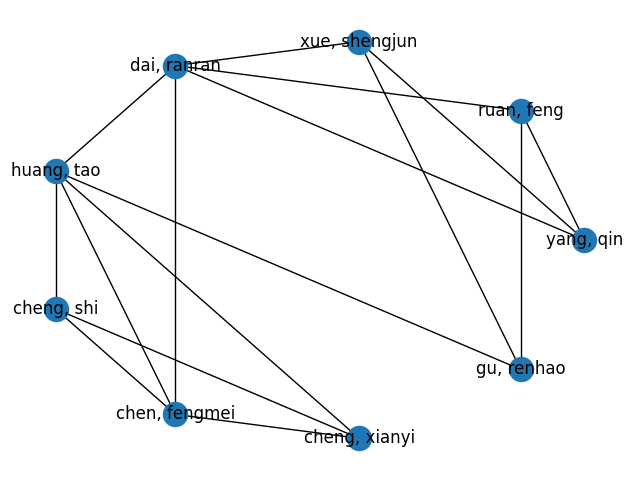 xue, shengjun
dai, ranran
ruan, feng
huang, tao
yang, qin
cheng, shi
gu, renhao
chen, fengmei
cheng, xianyi